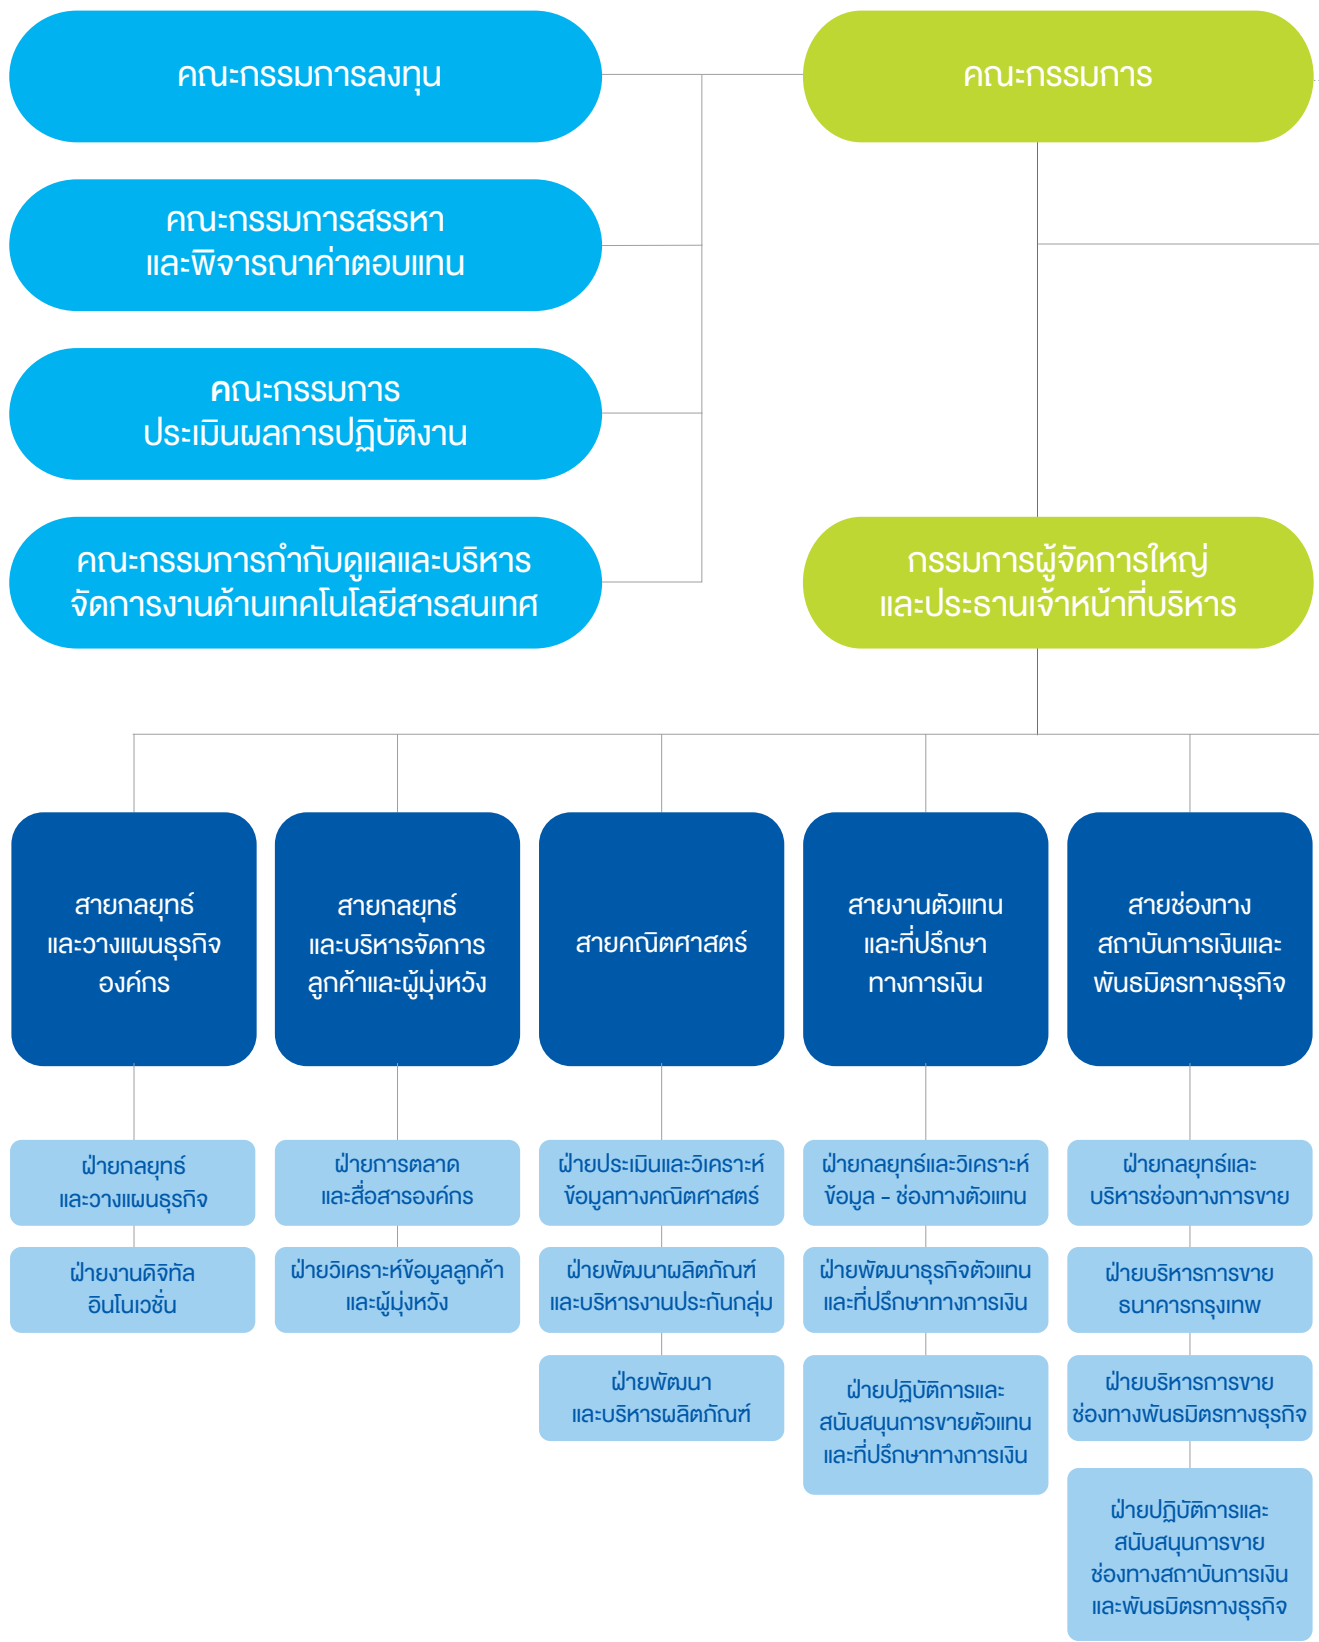 คณะกรรมการลงทุน
คณะกรรมการ
คณะกรรมการสรรหา
และพิจารณาค่าตอบแทน
คณะกรรมการ
ประเมินผลการปฏิบัติงาน
คณะกรรมการกำกับดูแลและบริหาร
จัดการงานด้านเทคโนโลยีสารสนเทศ
กรรมการผู้จัดการใหญ่
และประธานเจ้าหน้าที่บริหาร
สายกลยุทธ์
และวางแผนธุรกิจ
องค์กร
สายกลยุทธ์
และบริหารจัดการ
ลูกค้าและผู้มุ่งหวัง
สายคณิตศาสตร์
สายงานตัวแทน
และที่ปรึกษา
ทางการเงิน
สายช่องทาง
สถาบันการเงินและ
พันธมิตรทางธุรกิจ
ฝ่ายกลยุทธ์
และวางแผนธุรกิจ
ฝ่ายงานดิจิทัล
อินโนเวชั่น
ฝ่ายการตลาด
และสื่อสารองค์กร
ฝ่ายวิเคราะห์ข้อมูลลูกค้า
และผู้มุ่งหวัง
ฝ่ายประเมินและวิเคราะห์
ข้อมูลทางคณิตศาสตร์
ฝ่ายพัฒนาผลิตภัณฑ์
และบริหารงานประกันกลุ่ม
ฝ่ายพัฒนา
และบริหารผลิตภัณฑ์
ฝ่ายกลยุทธ์และวิเคราะห์
ข้อมูล - ช่องทางตัวแทน
ฝ่ายพัฒนาธุรกิจตัวแทน
และที่ปรึกษาทางการเงิน
ฝ่ายปฏิบัติการและ
สนับสนุนการขายตัวแทน
และที่ปรึกษาทางการเงิน
ฝ่ายกลยุทธ์และ
บริหารช่องทางการขาย
ฝ่ายบริหารการขาย
ธนาคารกรุงเทพ
ฝ่ายบริหารการขาย
ช่องทางพันธมิตรทางธุรกิจ
ฝ่ายปฏิบัติการและ
สนับสนุนการขาย
ช่องทางสถาบันการเงิน
และพันธมิตรทางธุรกิจ